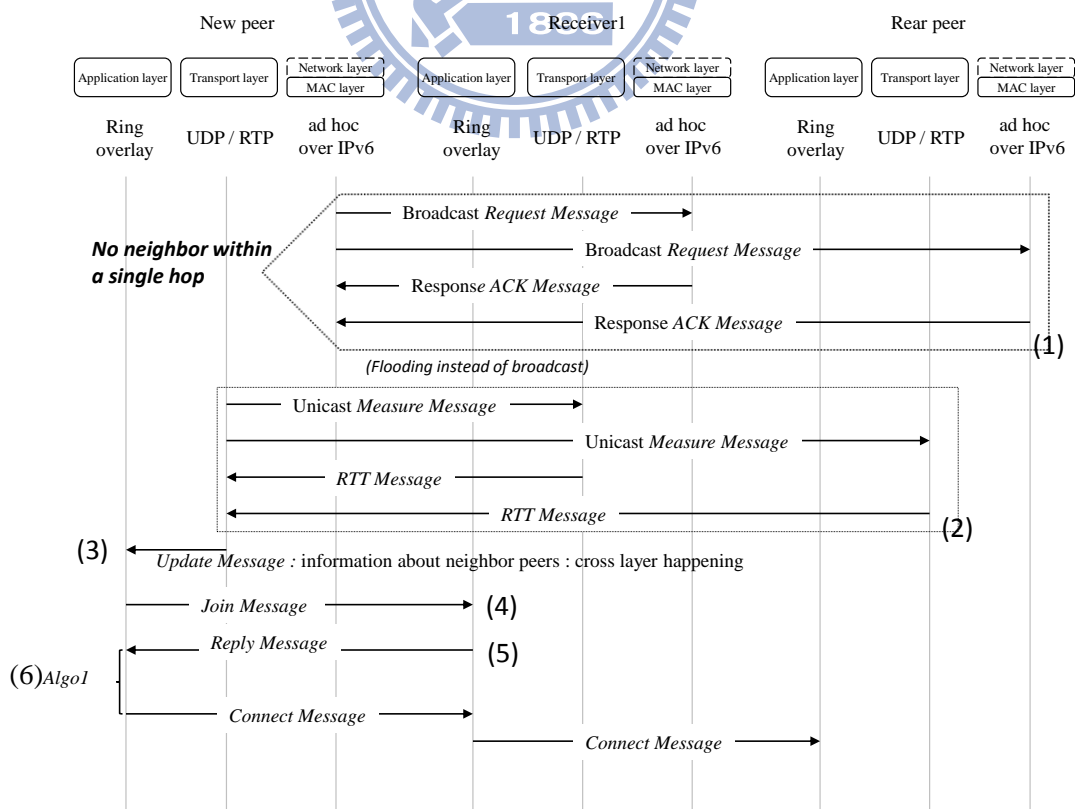 New peer Receiver1 Rear peer
1896
Application layer Transport layer Network layer Application layer Transport layer Network layer Application layer Transport layer Network layer
MAC layer MAC layer MAC layer
Ring overlay UDP / RTP ad hoc over IPv6 Ring overlay UDP / RTP ad hoc over IPv6 Ring overlay UDP / RTP ad hoc over IPv6
Broadcast Request Message
No neighbor within
a single hop
Broadcast Request Message
Response ACK Message
Response ACK Message
(1)
(Flooding instead of broadcast)
Unicast Measure Message
Unicast Measure Message
RTT Message
RTT Message
(2)
(3)
Update Message : information about neighbor peers : cross layer happening
Join Message (4)
Reply Message (5)
(6)Algo1
Connect Message
Connect Message